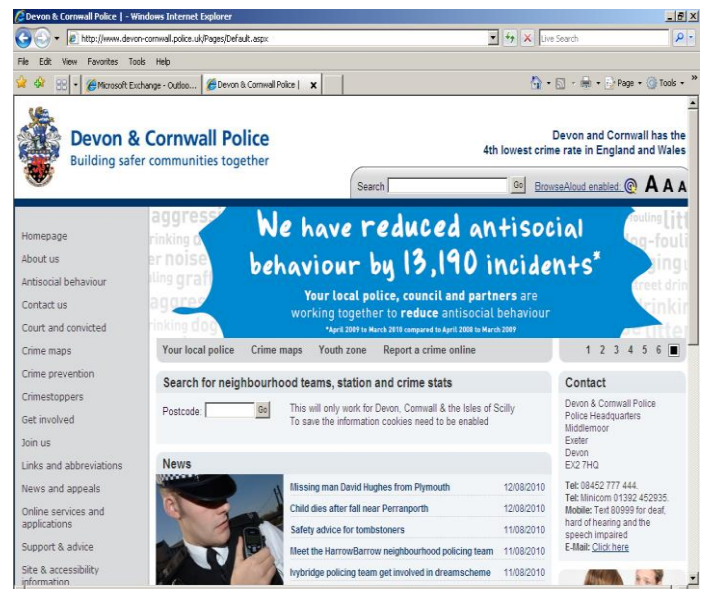 Devon & Cornwall Police | - Windows Internet Explorer
http://www.devon-cornwall.police.uk/Pages/Default.aspx
Live Search
File Edit View Favorites Tools Help
Microsoft Exchange - Outloo...
Devon & Cornwall Police |
Page
Tools
Devon & Cornwall Police
Building safer communities together
Devon and Cornwall has the
4th lowest crime rate in England and Wales
Search
Go
BrowseAloud enabled:
A A A
We have reduced antisocial
behaviour by 13,190 incidents*
Your local police, council and partners are
working together to reduce antisocial behaviour
*April 2009 to March 2010 compared to April 2008 to March 2009
Homepage
About us
Antisocial behaviour
Contact us
Court and convicted
Crime maps
Crime prevention
Crimestoppers
Get involved
Join us
Links and abbreviations
News and appeals
Online services and
applications
Support & advice
Site & accessibility
information
Your local police Crime maps Youth zone Report a crime online
1 2 3 4 5 6
Search for neighbourhood teams, station and crime stats
Postcode:
Go
This will only work for Devon, Cornwall & the Isles of Scilly
To save the information cookies need to be enabled
News
Missing man David Hughes from Plymouth 12/08/2010
Child dies after fall near Perranporth 12/08/2010
Safety advice for tombstoners 11/08/2010
Meet the HarrowBarrow neighbourhood policing team 11/08/2010
Ivybridge policing team get involved in dreamscheme 11/08/2010
Contact
Devon & Cornwall Police
Police Headquarters
Middlemoor
Exeter
Devon
EX2 7HQ
Tel: 08452 777 444.
Tel: Minicom 01392 452935.
Mobile: Text 80999 for deaf,
hard of hearing and the
speech impaired
E-Mail: Click here